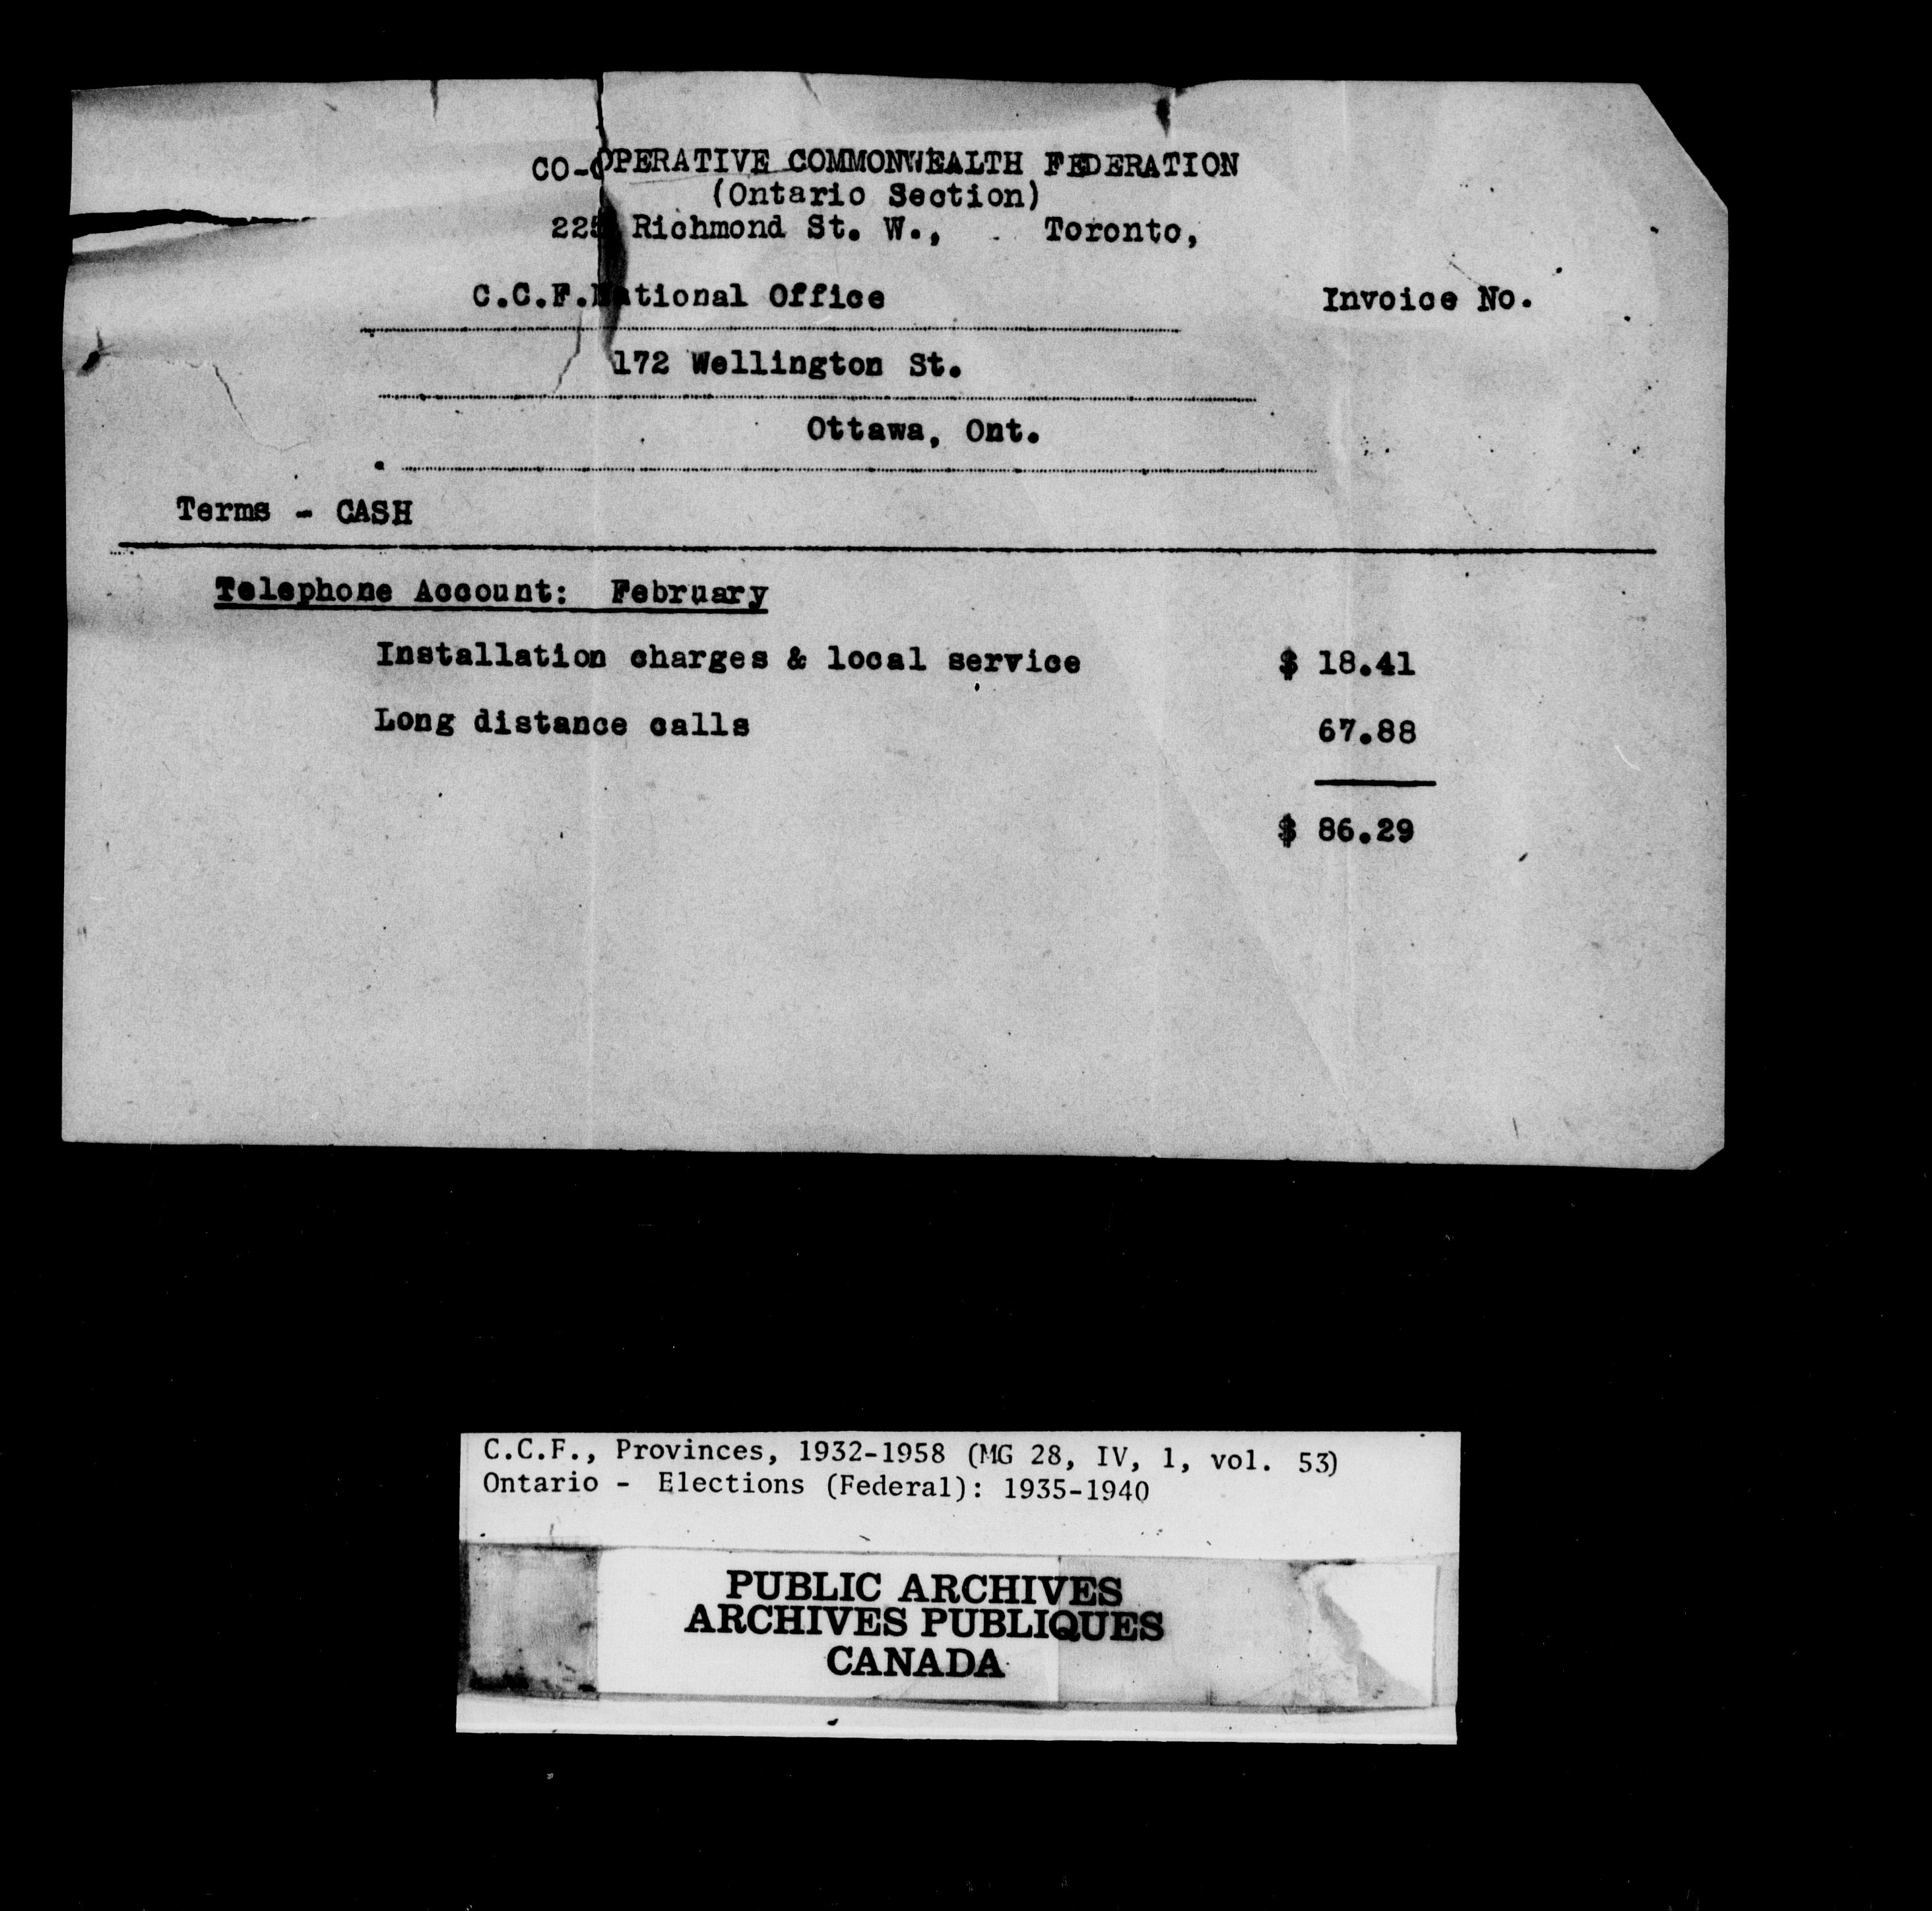 CO-OPERATIVE COMMONWEALTH FEDERATION
(Ontario Section)
225 Richmond St. W., Toronto,
C.C.F. National Office Invoice No.
172 Wellington St.
Ottawa, Ont.
Terms - CASH
Telephone Account: February
Installation charges & local service $ 18.41
Long distance calls 67.88
$ 86.29
C.C.F., Provinces, 1932-1958 (MG 28, IV, 1, vol. 53)
Ontario - Elections (Federal): 1935-1940
PUBLIC ARCHIVES
ARCHIVES PUBLIQUES
CANADA